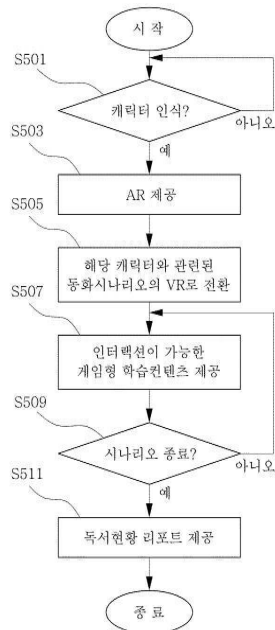 시 작
S501
캐릭터 인식?
아니오
예
S503
AR 제공
S505
해당 캐릭터와 관련된
동화시나리오의 VR로 전환
S507
인터랙션이 가능한
게임형 학습컨텐츠 제공
S509
시나리오 종료?
아니오
예
S511
독서현황 리포트 제공
종 료